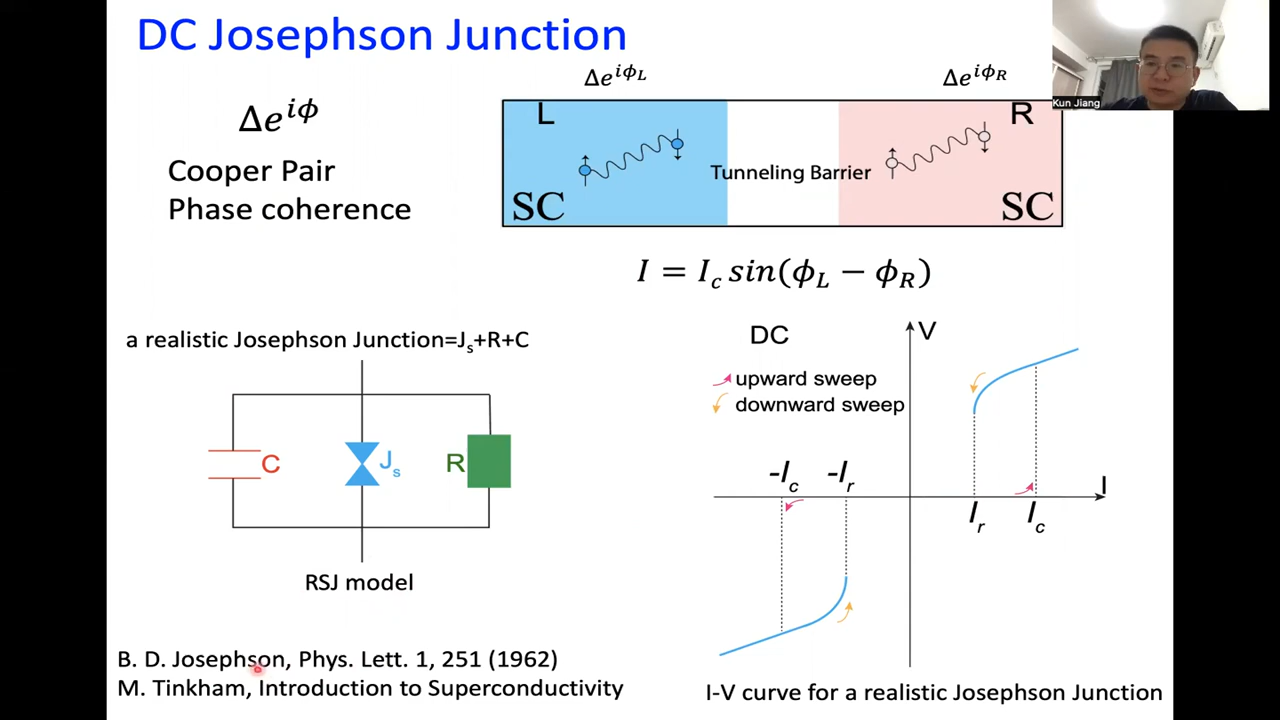 DC Josephson Junction
Δe^{iϕ}
Cooper Pair
Phase coherence
Δe^{iϕ_L}
Δe^{iϕ_R}
L
R
Tunneling Barrier
SC
SC
I = I_c sin(ϕ_L − ϕ_R)
Kun Jiang
a realistic Josephson Junction=J_s+R+C
C
J_s
R
RSJ model
DC
V
upward sweep
downward sweep
-I_c
-I_r
I
I_r
I_c
B. D. Josephson, Phys. Lett. 1, 251 (1962)
M. Tinkham, Introduction to Superconductivity
I-V curve for a realistic Josephson Junction